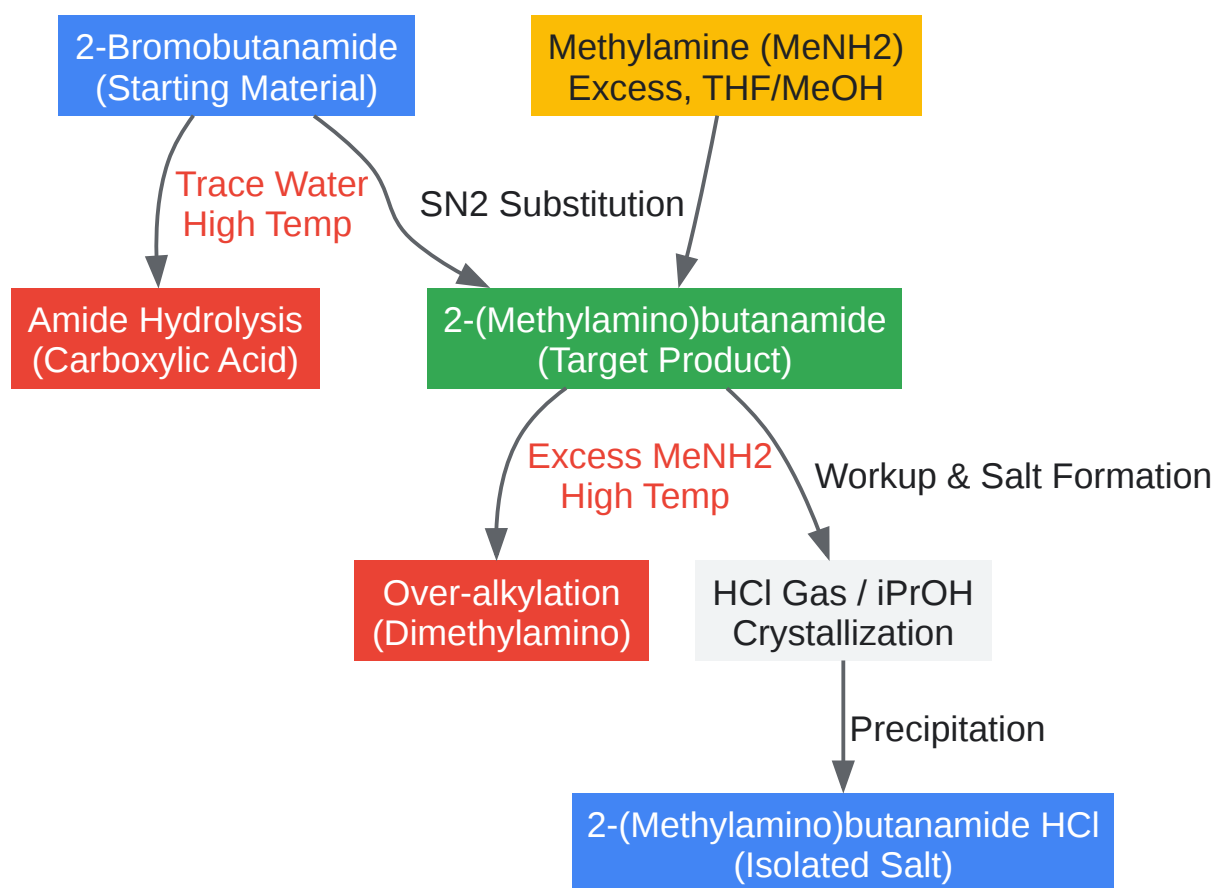 2-Bromobutanamide
(Starting Material)
Methylamine (MeNH2)
Excess, THF/MeOH
Trace Water
High Temp
SN2 Substitution
Amide Hydrolysis
(Carboxylic Acid)
2-(Methylamino)butanamide
(Target Product)
Excess MeNH2
High Temp
Workup & Salt Formation
Over-alkylation
(Dimethylamino)
HCl Gas / iPrOH
Crystallization
Precipitation
2-(Methylamino)butanamide HCl
(Isolated Salt)